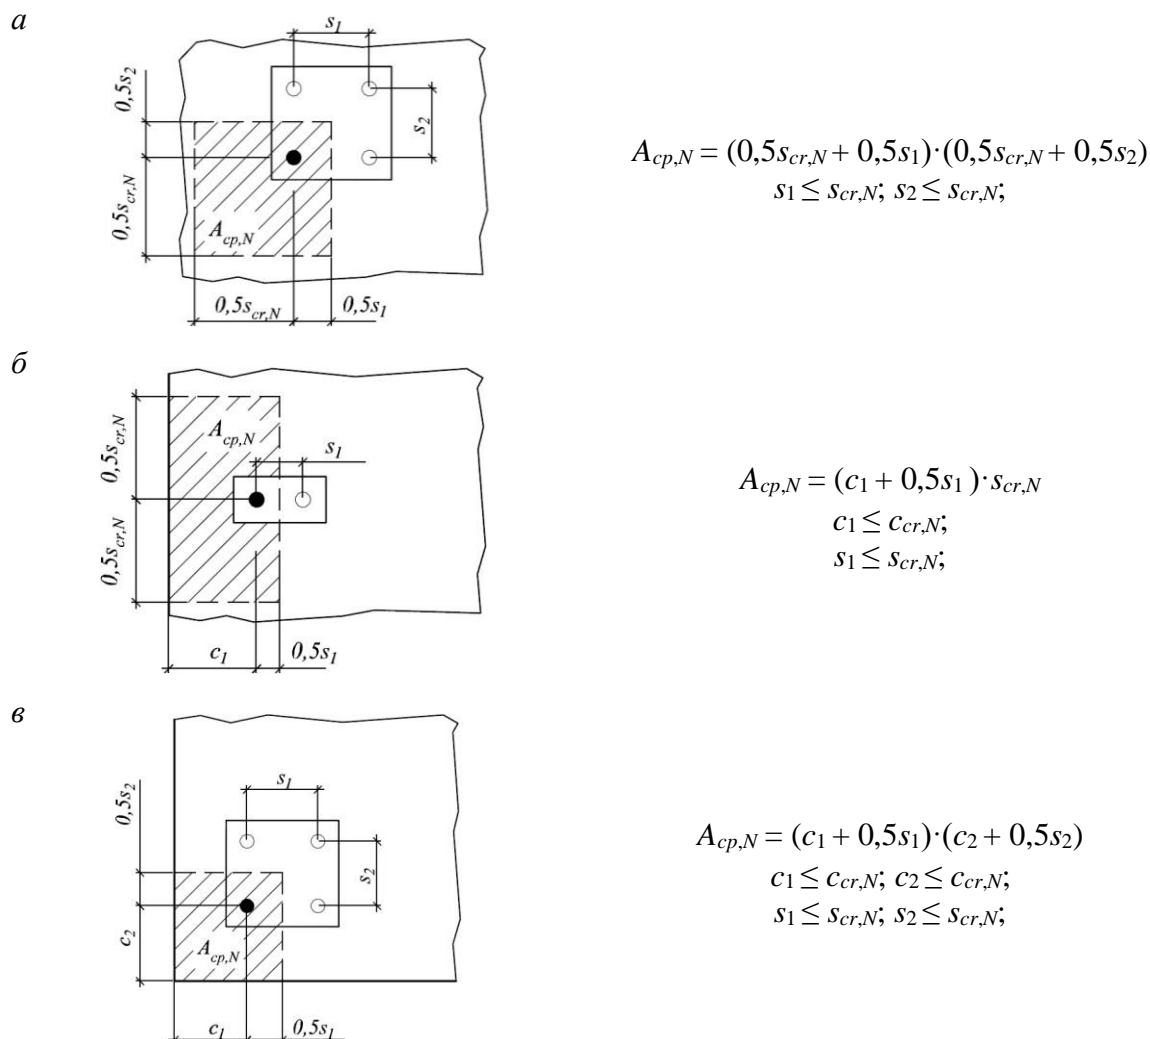 а
s1
0,5s2
s2
0,5scr,N
Acp,N
0,5scr,N
0,5s1
Acp,N = (0,5scr,N + 0,5s1)·(0,5scr,N + 0,5s2)
s1 ≤ scr,N; s2 ≤ scr,N;
б
0,5scr,N
Acp,N
s1
0,5scr,N
c1
0,5s1
Acp,N = (c1 + 0,5s1 )·scr,N
c1 ≤ ccr,N;
s1 ≤ scr,N;
в
0,5s2
s1
s2
c2
Acp,N
c1
0,5s1
Acp,N = (c1 + 0,5s1)·(c2 + 0,5s2)
c1 ≤ ccr,N; c2 ≤ ccr,N;
s1 ≤ scr,N; s2 ≤ scr,N;